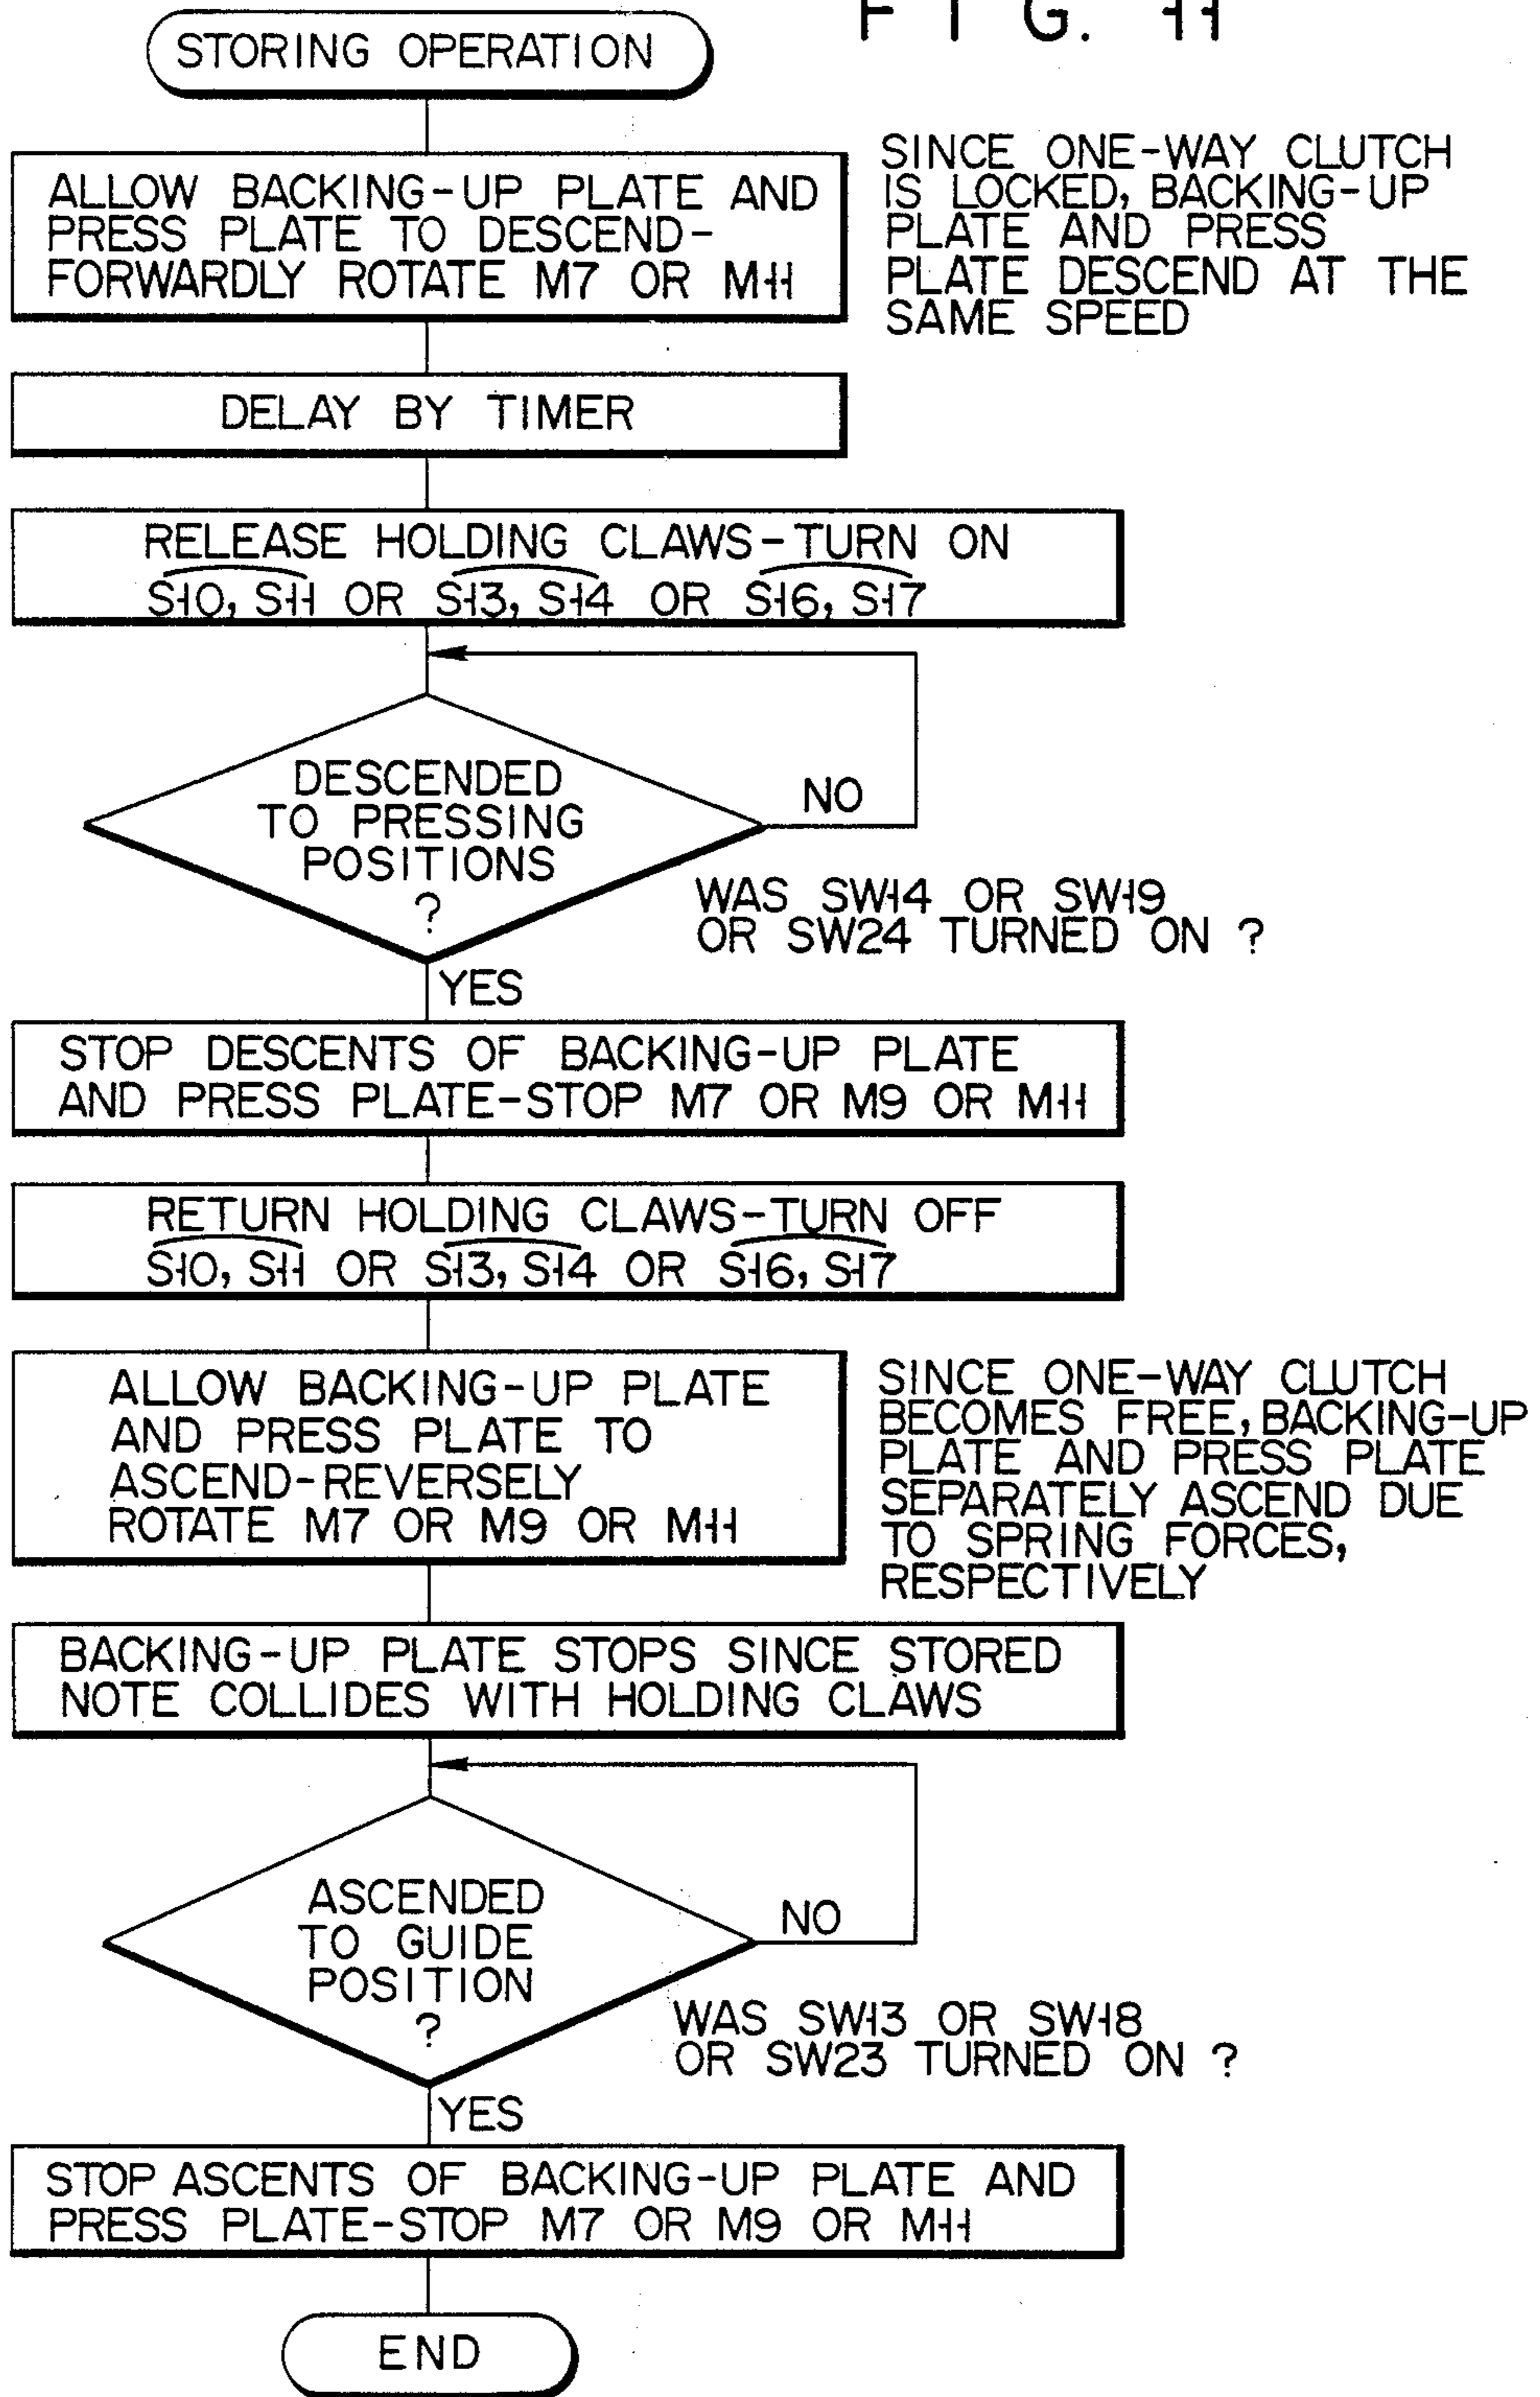 FIG. 11
STORING OPERATION
ALLOW BACKING-UP PLATE AND
PRESS PLATE TO DESCEND-
FORWARDLY ROTATE M7 OR M11
SINCE ONE-WAY CLUTCH
IS LOCKED, BACKING-UP
PLATE AND PRESS
PLATE DESCEND AT THE
SAME SPEED
DELAY BY TIMER
RELEASE HOLDING CLAWS-TURN ON
S10, S11 OR S13, S14 OR S16, S17
DESCENDED
TO PRESSING
POSITIONS
?
NO
WAS SW14 OR SW19
OR SW24 TURNED ON ?
YES
STOP DESCENTS OF BACKING-UP PLATE
AND PRESS PLATE-STOP M7 OR M9 OR M11
RETURN HOLDING CLAWS-TURN OFF
S10, S11 OR S13, S14 OR S16, S17
ALLOW BACKING-UP PLATE
AND PRESS PLATE TO
ASCEND-REVERSELY
ROTATE M7 OR M9 OR M11
SINCE ONE-WAY CLUTCH
BECOMES FREE, BACKING-UP
PLATE AND PRESS PLATE
SEPARATELY ASCEND DUE
TO SPRING FORCES,
RESPECTIVELY
BACKING-UP PLATE STOPS SINCE STORED
NOTE COLLIDES WITH HOLDING CLAWS
ASCENDED
TO GUIDE
POSITION
?
NO
WAS SW13 OR SW18
OR SW23 TURNED ON ?
YES
STOP ASCENTS OF BACKING-UP PLATE AND
PRESS PLATE-STOP M7 OR M9 OR M11
END